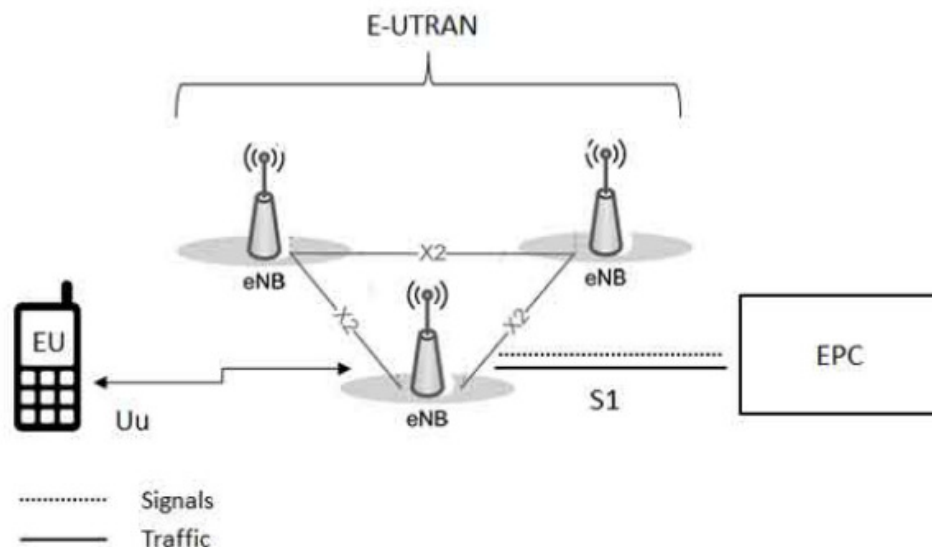 E-UTRAN
X2
eNB
eNB
X2
X2
EU
EPC
Uu
eNB
S1
Signals
Traffic